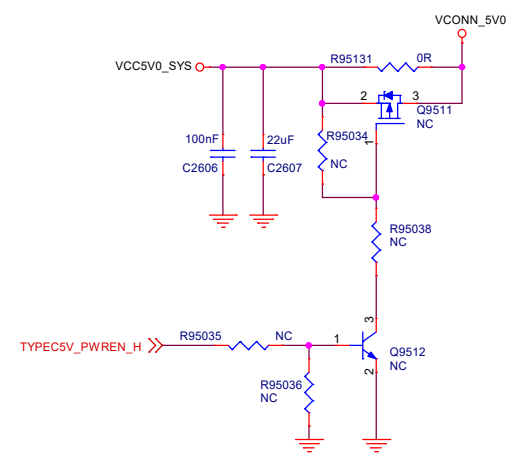 VCONN_5V0
VCC5V0_SYS
R95131
0R
2
3
Q9511
NC
1
100nF
C2606
22uF
C2607
R95034
NC
R95038
NC
3
TYPEC5V_PWREN_H
R95035
NC
1
Q9512
NC
2
R95036
NC